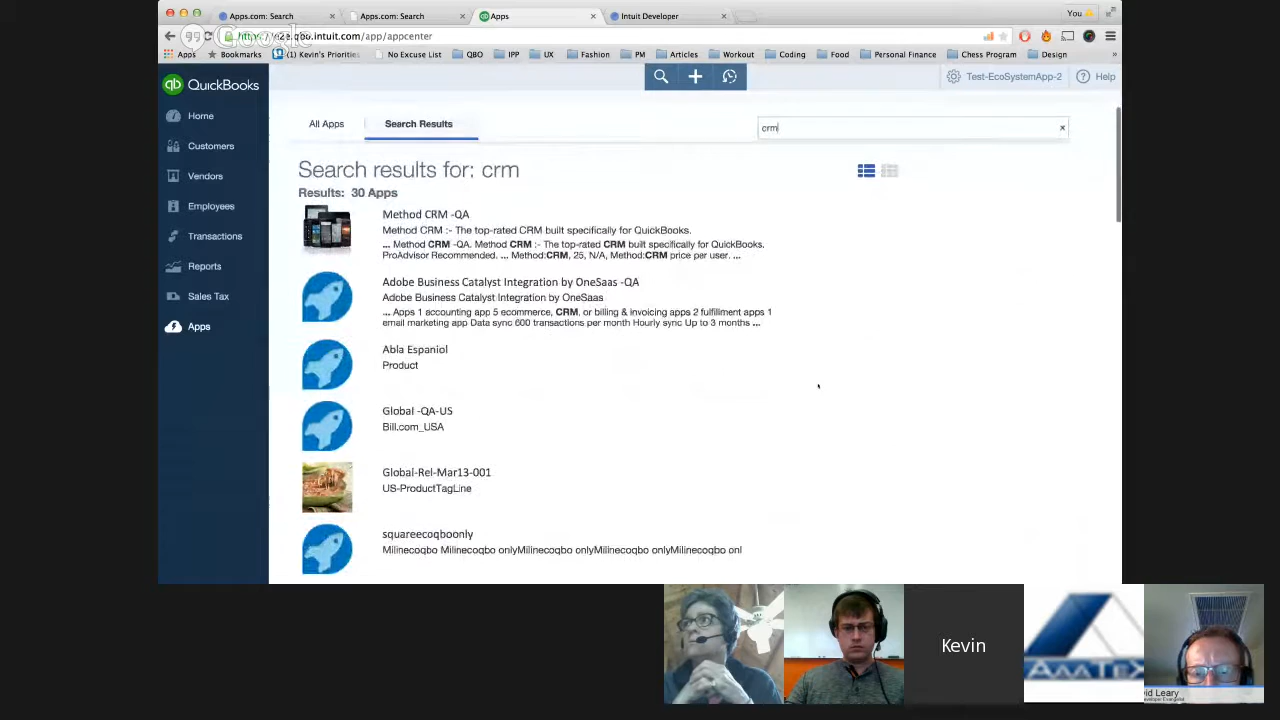 Apps.com: Search
Apps.com: Search
Apps
Intuit Developer
You
Google
.qbo.intuit.com/app/appcenter
Apps
Bookmarks
Kevin's Priorities
No Excuse List
QBO
IPP
UX
Fashion
PM
Articles
Workout
Coding
Food
Personal Finance
Chess Program
Design
qb QuickBooks
Test-EcoSystemApp-2
Help
Home
Customers
Vendors
Employees
Transactions
Reports
Sales Tax
Apps
All Apps
Search Results
crm
Search results for: crm
Results: 30 Apps
Method CRM -QA
Method CRM :- The top-rated CRM built specifically for QuickBooks.
... Method CRM -QA. Method CRM :- The top-rated CRM built specifically for QuickBooks.
ProAdvisor Recommended. ... Method:CRM, 25, N/A, Method:CRM price per user. ...
Adobe Business Catalyst Integration by OneSaas -QA
Adobe Business Catalyst Integration by OneSaas
... Apps 1 accounting app 5 ecommerce, CRM, or billing & invoicing apps 2 fulfillment apps 1
email marketing app Data sync 600 transactions per month Hourly sync Up to 3 months ...
Abla Espaniol
Product
Global -QA-US
Bill.com_USA
Global-Rel-Mar13-001
US-ProductTagLine
squareecoqboonly
Milinecoqbo Milinecoqbo onlyMilinecoqbo onlyMilinecoqbo onlyMilinecoqbo onl
Kevin
vid Leary